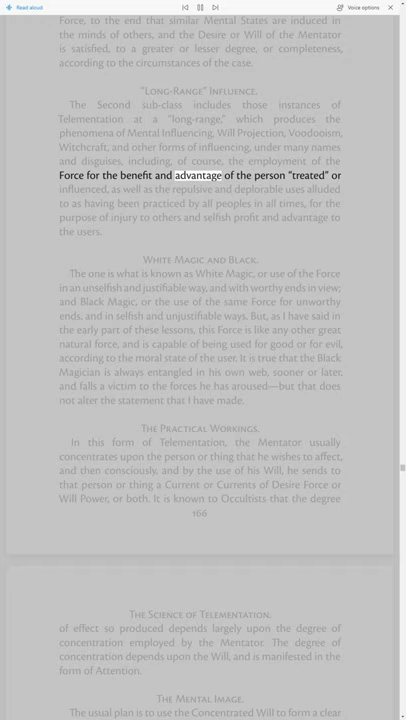 Read aloud
Voice options
Force, to the end that similar Mental States are induced in
the minds of others, and the Desire or Will of the Mentator
is satisfied, to a greater or lesser degree, or completeness,
according to the circumstances of the case.
"Long-Range" Influence.
The Second sub-class includes those instances of
Telementation at a "long-range," which produces the
phenomena of Mental Influencing, Will Projection, Voodooism,
Witchcraft, and other forms of influencing, under many names
and disguises, including, of course, the employment of the
Force for the benefit and advantage of the person "treated" or
influenced, as well as the repulsive and deplorable uses alluded
to as having been practiced by all peoples in all times, for the
purpose of injury to others and selfish profit and advantage to
the users.
White Magic and Black.
The one is what is known as White Magic, or use of the Force
in an unselfish and justifiable way, and with worthy ends in view;
and Black Magic, or the use of the same Force for unworthy
ends, and in selfish and unjustifiable ways. But, as I have said in
the early part of these lessons, this Force is like any other great
natural force, and is capable of being used for good or for evil,
according to the moral state of the user. It is true that the Black
Magician is always entangled in his own web, sooner or later,
and falls a victim to the forces he has aroused—but that does
not alter the statement that I have made.
The Practical Workings.
In this form of Telementation, the Mentator usually
concentrates upon the person or thing that he wishes to affect,
and then consciously, and by the use of his Will, he sends to
that person or thing a Current or Currents of Desire Force or
Will Power, or both. It is known to Occultists that the degree
166
The Science of Telementation.
of effect so produced depends largely upon the degree of
concentration employed by the Mentator. The degree of
concentration depends upon the Will, and is manifested in the
form of Attention.
The Mental Image.
The usual plan is to use the Concentrated Will to form a clear